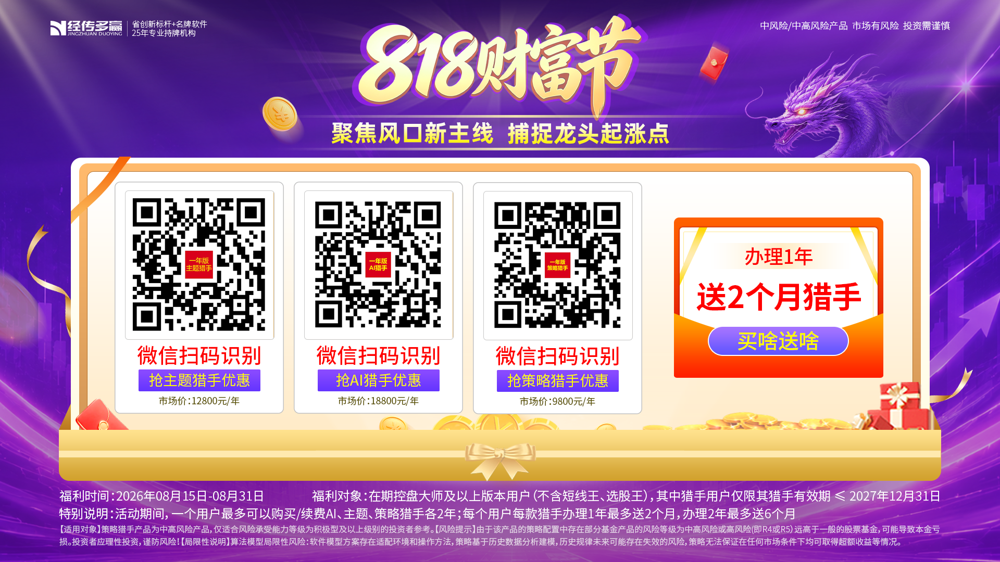 经传多赢
JINGZHUAN DUOYING
省创新标杆+名牌软件
25年专业持牌机构
中风险/中高风险产品 市场有风险 投资需谨慎
818财富节
聚焦风口新主线 捕捉龙头起涨点
一年版
主题猎手
微信扫码识别
抢主题猎手优惠
市场价:12800元/年
一年版
AI猎手
微信扫码识别
抢AI猎手优惠
市场价:18800元/年
一年版
策略猎手
微信扫码识别
抢策略猎手优惠
市场价:9800元/年
办理1年
送2个月猎手
买啥送啥
福利时间:2026年08月15日-08月31日 福利对象:在期控盘大师及以上版本用户(不含短线王、选股王),其中猎手用户仅限其猎手有效期 ≤ 2027年12月31日
特别说明:活动期间,一个用户最多可以购买/续费AI、主题、策略猎手各2年;每个用户每款猎手办理1年最多送2个月,办理2年最多送6个月
【适用对象】策略猎手产品为中高风险产品,仅适合风险承受能力等级为积极型及以上级别的投资者参考。【风险提示】由于该产品的策略配置中存在部分基金产品的风险等级为中高风险或高风险(即R4或R5)远高于一般的股票基金,可能导致本金亏
损。投资者应理性投资,谨防风险!【局限性说明】算法模型局限性风险:软件模型方案存在适配环境和操作方法,策略基于历史数据分析建模,历史规律未来可能存在失效的风险,策略无法保证在任何市场条件下均可取得超额收益等情况。